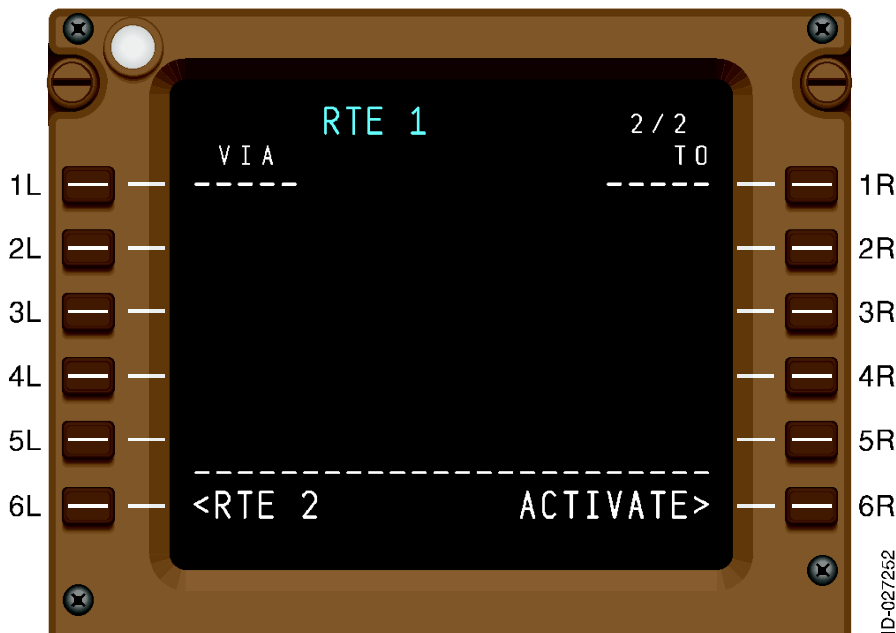 RTE 1 2/2
VIA TO
1L ----- ----- 1R
2L 2R
3L 3R
4L 4R
5L 5R
------------------------
6L <RTE 2 ACTIVATE> 6R
ID-027252